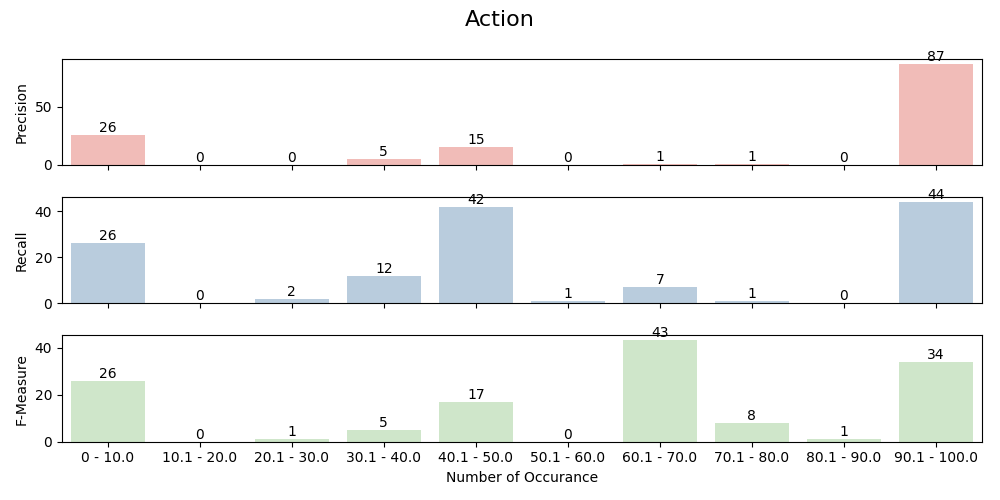 Action
Precision
50
0
26 0 0 5 15 0 1 1 0 87
Recall
40
20
0
26 0 2 12 42 1 7 1 0 44
F-Measure
40
20
0
26 0 1 5 17 0 43 8 1 34
0 - 10.0 10.1 - 20.0 20.1 - 30.0 30.1 - 40.0 40.1 - 50.0 50.1 - 60.0 60.1 - 70.0 70.1 - 80.0 80.1 - 90.0 90.1 - 100.0
Number of Occurance